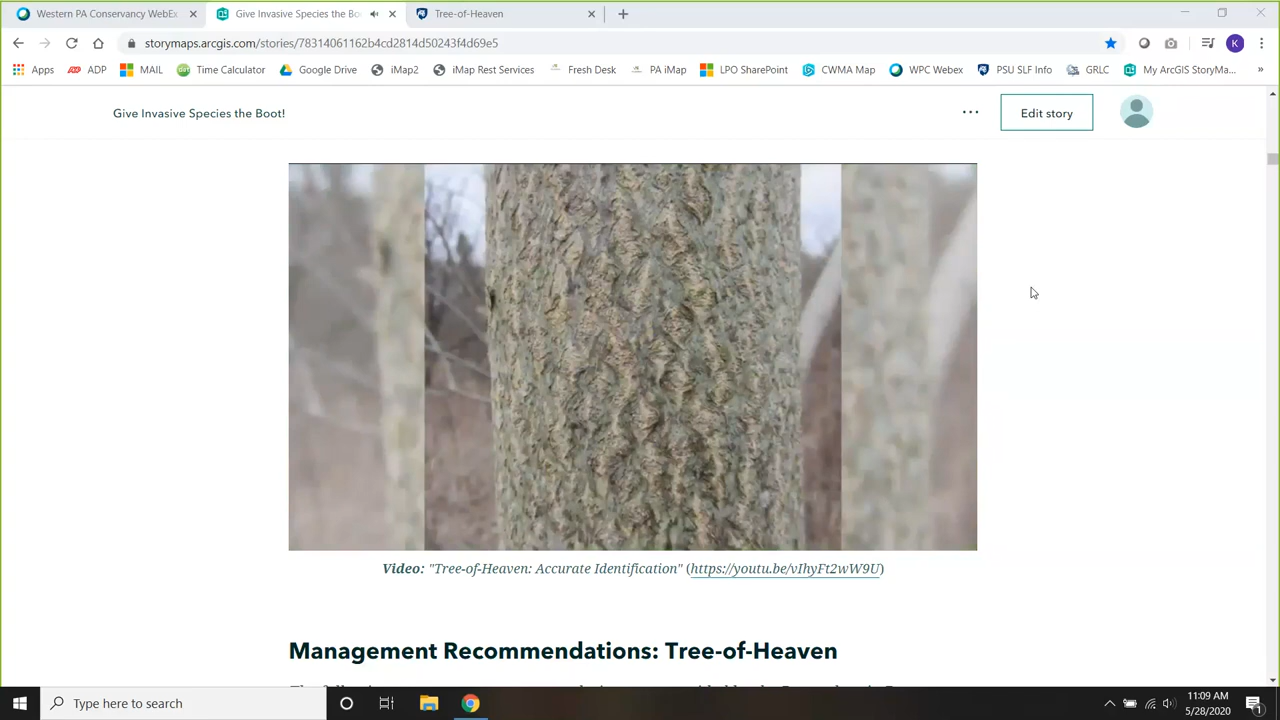 Western PA Conservancy WebEx
Give Invasive Species the Bo
Tree-of-Heaven
storymaps.arcgis.com/stories/78314061162b4cd2814d50243f4d69e5
K
Apps
ADP
MAIL
Time Calculator
Google Drive
iMap2
iMap Rest Services
Fresh Desk
PA iMap
LPO SharePoint
CWMA Map
WPC Webex
PSU SLF Info
GRLC
My ArcGIS StoryMa...
»
Give Invasive Species the Boot!
Edit story
Video: "Tree-of-Heaven: Accurate Identification" (https://youtu.be/vIhyFt2wW9U)
Management Recommendations: Tree-of-Heaven
Type here to search
11:09 AM
5/28/2020
1